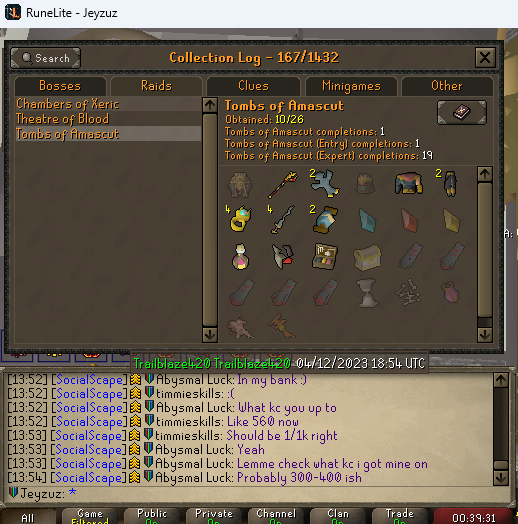 RuneLite - Jeyzuz
Search
Collection Log - 167/1432
Bosses Raids Clues Minigames Other
Chambers of Xeric
Theatre of Blood
Tombs of Amascut
Tombs of Amascut
Obtained: 10/26
Tombs of Amascut completions: 1
Tombs of Amascut (Entry) completions: 1
Tombs of Amascut (Expert) completions: 19
2 2
4 4 2
A:
Trailblaze420 Trailblaze420 04/12/2023 18:54 UTC
[13:52] [SocialScape] Abysmal Luck: In my bank :)
[13:52] [SocialScape] timmieskills: :(
[13:52] [SocialScape] Abysmal Luck: What kc you up to
[13:52] [SocialScape] timmieskills: Like 560 now
[13:53] [SocialScape] timmieskills: Should be 1/1k right
[13:53] [SocialScape] Abysmal Luck: Yeah
[13:53] [SocialScape] Abysmal Luck: Lemme check what kc i got mine on
[13:54] [SocialScape] Abysmal Luck: Probably 300-400 ish
Jeyzuz: *
All Game Public Private Channel Clan Trade 00:39:31
Filtered On On On On On